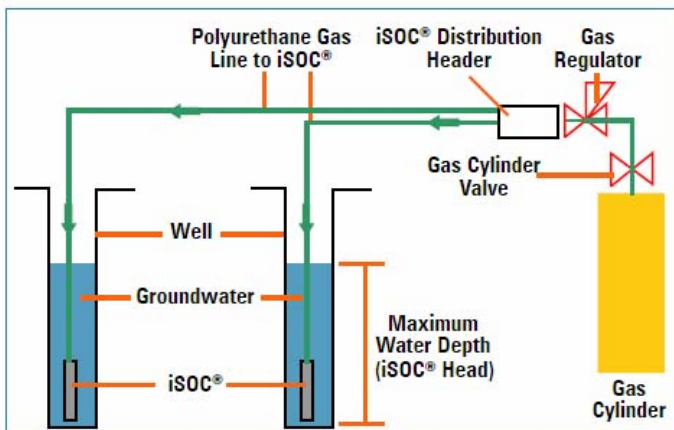 Polyurethane Gas
Line to iSOC®
iSOC® Distribution
Header
Gas
Regulator
Gas Cylinder
Valve
Well
Groundwater
Maximum
Water Depth
(iSOC® Head)
iSOC®
Gas
Cylinder